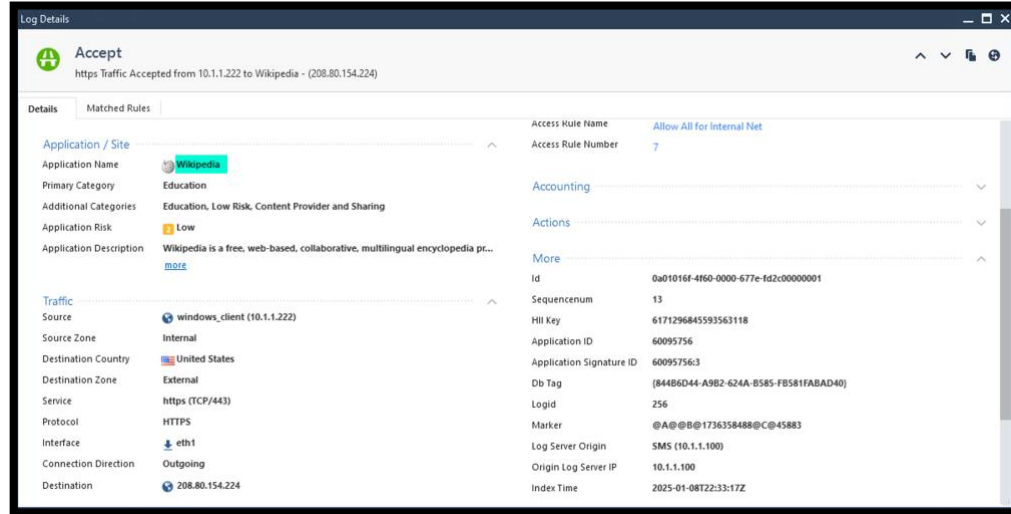 Log Details
Accept
https Traffic Accepted from 10.1.1.222 to Wikipedia - (208.80.154.224)
Details Matched Rules
Application / Site
Application Name Wikipedia
Primary Category Education
Additional Categories Education, Low Risk, Content Provider and Sharing
Application Risk 2 Low
Application Description Wikipedia is a free, web-based, collaborative, multilingual encyclopedia pr...
more
Traffic
Source windows_client (10.1.1.222)
Source Zone Internal
Destination Country United States
Destination Zone External
Service https (TCP/443)
Protocol HTTPS
Interface eth1
Connection Direction Outgoing
Destination 208.80.154.224
Access Rule Name Allow All for Internal Net
Access Rule Number 7
Accounting
Actions
More
Id 0a01016f-4f60-0000-677e-fd2c00000001
Sequencenum 13
Hll Key 6171296845593563118
Application ID 60095756
Application Signature ID 60095756:3
Db Tag {844B6D44-A9B2-624A-B585-FB581FABAD40}
Logid 256
Marker @A@@B@1736358488@C@45883
Log Server Origin SMS (10.1.1.100)
Origin Log Server IP 10.1.1.100
Index Time 2025-01-08T22:33:17Z